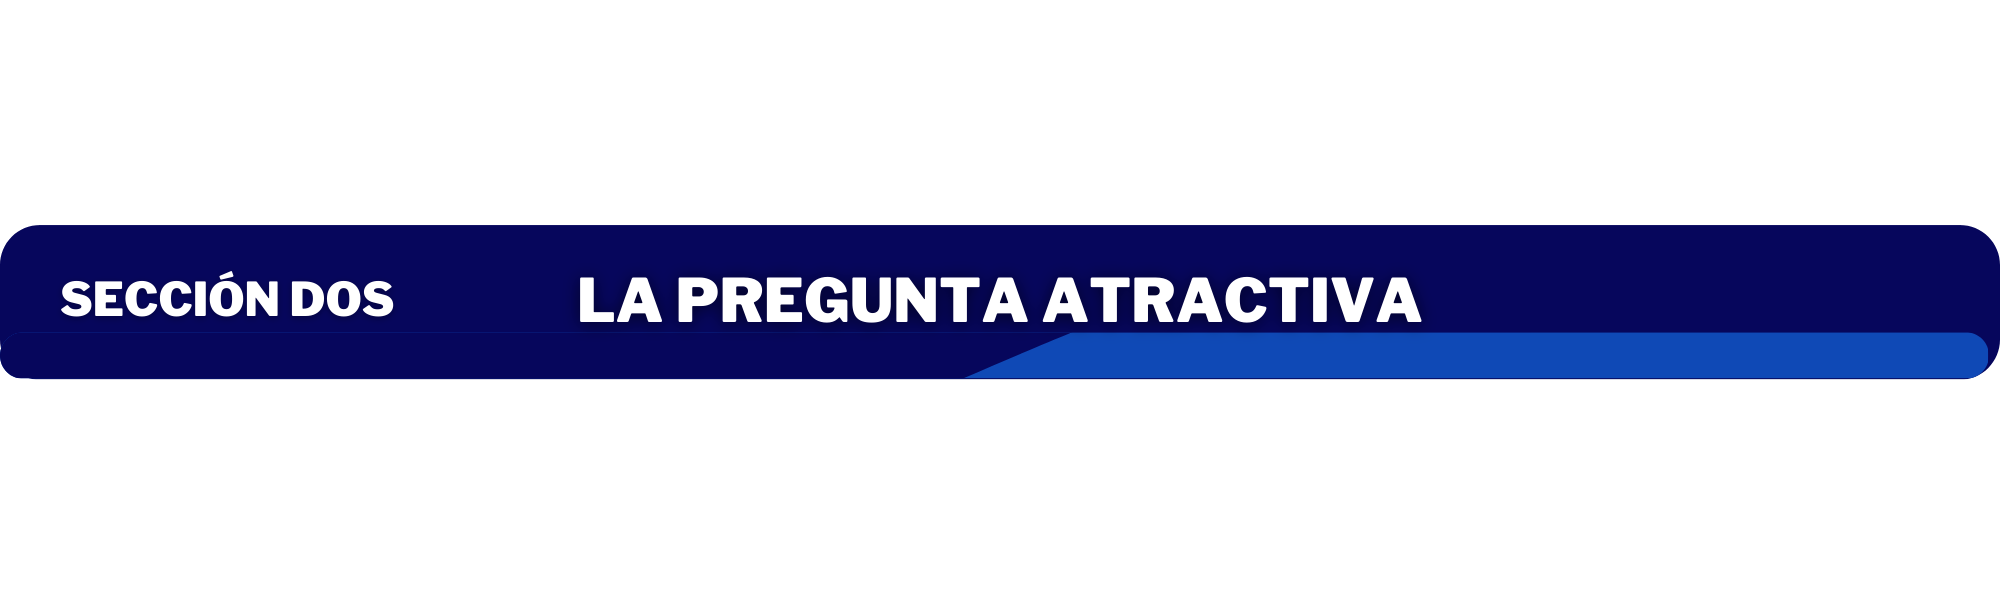 SECCIÓN DOS
LA PREGUNTA ATRACTIVA